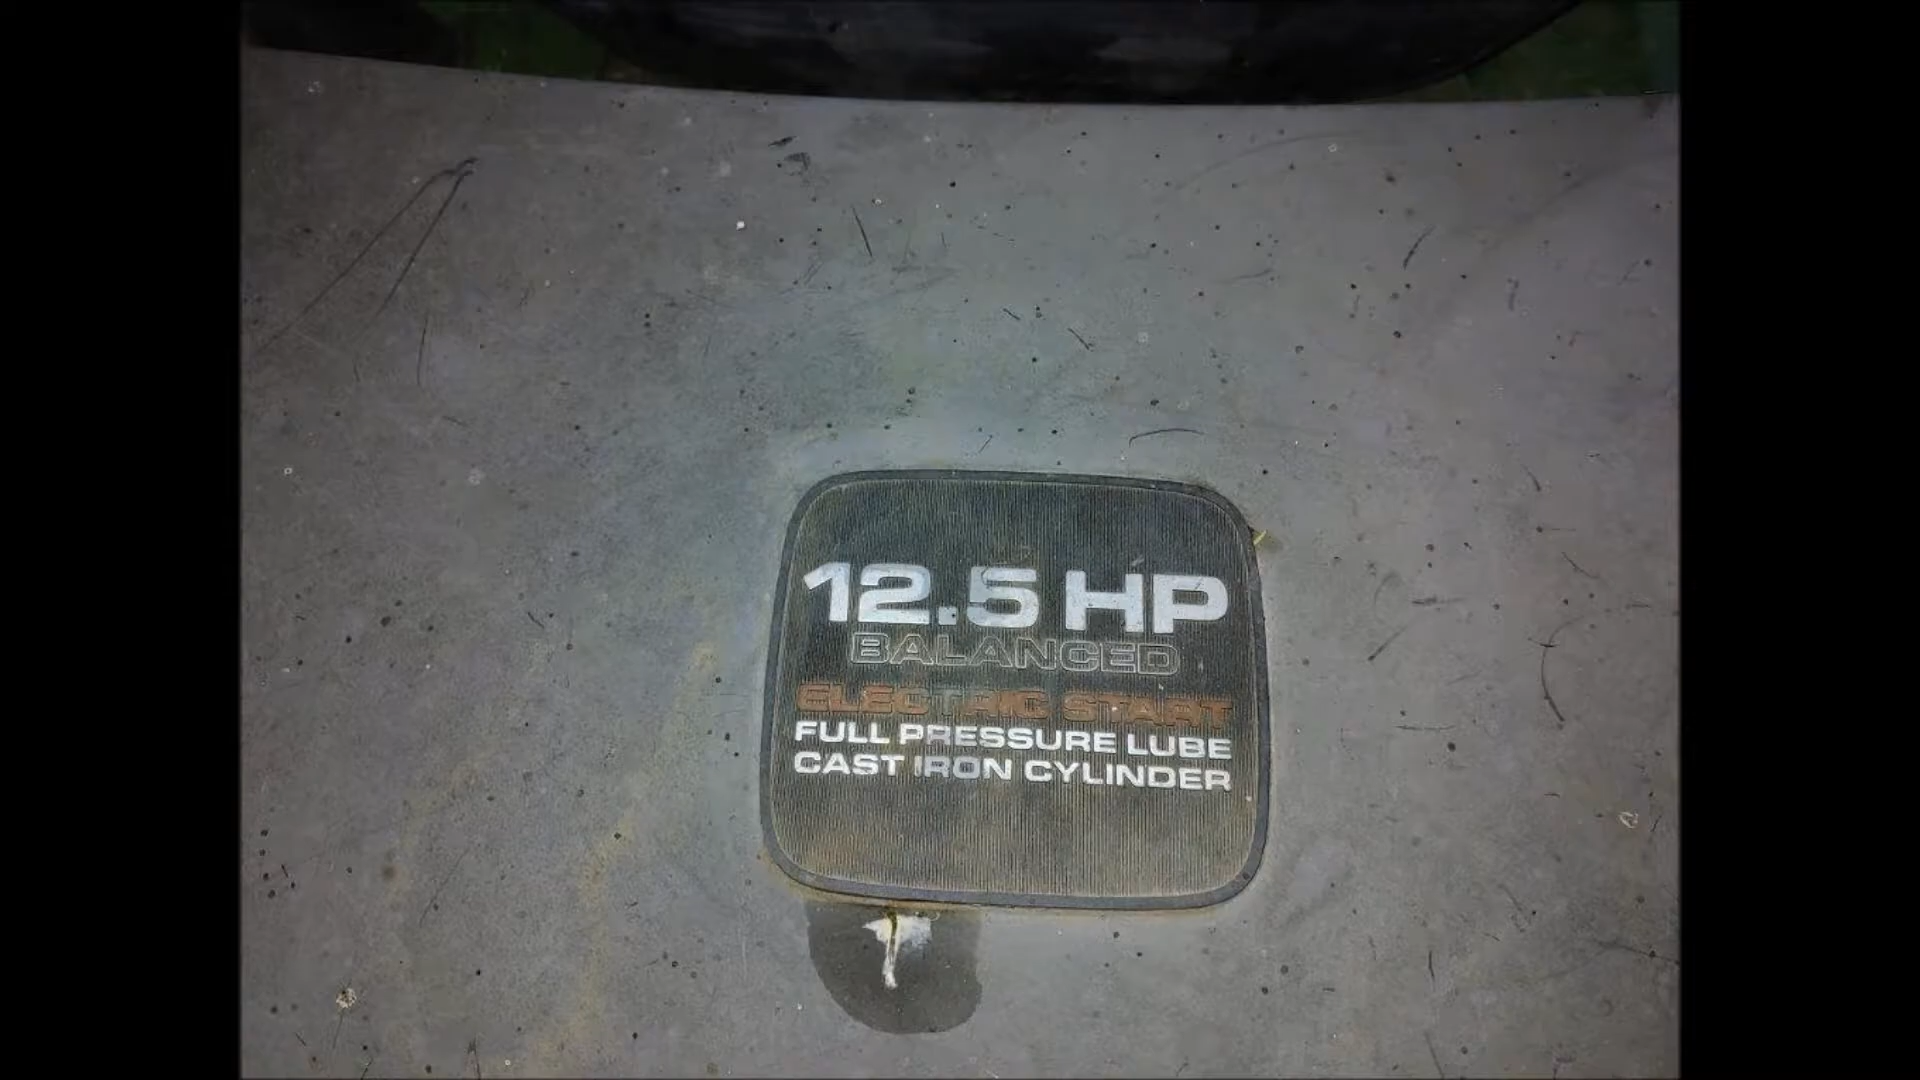 12.5 HP
BALANCED
ELECTRIC START
FULL PRESSURE LUBE
CAST IRON CYLINDER